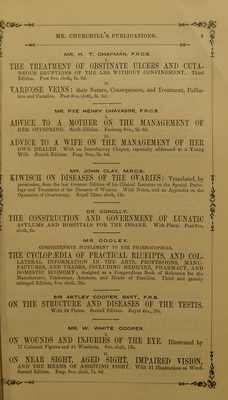 MR. CHURCHILL'S PUBLICATIONS. 9
MR. H. T. CHAPMAN, F.R.C.S.
I.
THE TREATMENT OF OBSTINATE ULCERS AND CUTA-
NEOUS ERUPTIONS OF THE LEG WITHOUT CONFINEMENT. Third
Edition. Post 8vo. cloth, 3s. 6d.
II.
VARICOSE VEINS: their Nature, Consequences, and Treatment, Pallia-
tive and Curative. Post 8vo. cloth, 3s. 6d.
MR. PYE HENRY CHAVASSE, F.R.C.S.
I.
ADVICE TO A MOTHER ON THE MANAGEMENT OF
HER OFFSPRING. Sixth Edition. Foolscap 8vo., 2s. 6d.
II.
ADVICE TO A WIFE ON THE MANAGEMENT OF HER
OWN HEALTH. With an Introductory Chapter, especially addressed to a Young
Wife. Fourth Edition. Fcap. 8vo., 2s. 6d.
MR. JOHN CLAY, M.R.C.S.
KIWISCH ON DISEASES OF THE OVARIES: Translated, by
permission, from the last German Edition of his Clinical Lectures on the Special Patho-
logy and Treatment of the Diseases of Women. With Notes, and an Appendix on the
Operation of Ovariotomy. Royal 12mo. cloth, 16s.
DR. CONOLLY.
THE CONSTRUCTION AND GOVERNMENT OF LUNATIC
ASYLUMS AND HOSPITALS FOR THE INSANE. With Plans. Post 8vo.
cloth, 6s.
MR. COOLEY.
COMPREHENSIVE SUPPLEMENT TO THE PHARMACOPŒIAS.
THE CYCLOPÆDIA OF PRACTICAL RECEIPTS, AND COL-
LATERAL INFORMATION IN THE ARTS, PROFESSIONS, MANU-
FACTURES, AND TRADES, INCLUDING MEDICINE, PHARMACY, AND
DOMESTIC ECONOMY; designed as a Compendious Book of Reference for the
Manufacturer, Tradesman, Amateur, and Heads of Families. Third and greatly
enlarged Edition, 8vo. cloth, 26s.
SIR ASTLEY COOPER, BART., F.R.S.
ON THE STRUCTURE AND DISEASES OF THE TESTIS.
With 24 Plates. Second Edition. Royal 4to., 20s.
MR. W. WHITE COOPER.
I.
ON WOUNDS AND INJURIES OF THE EYE. Illustrated by
17 Coloured Figures and 41 Woodcuts. 8vo. cloth, 12s.
II.
ON NEAR SIGHT, AGED SIGHT, IMPAIRED VISION,
AND THE MEANS OF ASSISTING SIGHT. With 31 Illustrations on Wood.
Second Edition. Fcap. 8vo. cloth, 7s. 6d.